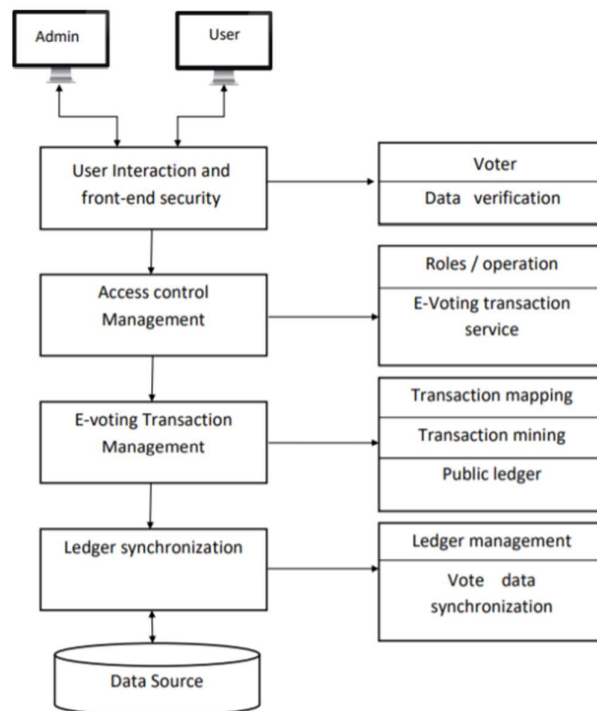 Admin
User
User Interaction and
front-end security
Voter
Data verification
Access control
Management
Roles / operation
E-Voting transaction
service
E-voting Transaction
Management
Transaction mapping
Transaction mining
Public ledger
Ledger synchronization
Ledger management
Vote data
synchronization
Data Source